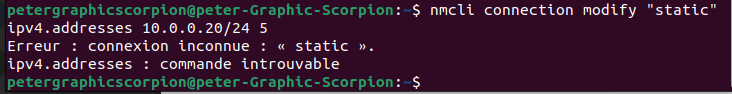 petergraphicscorpion@peter-Graphic-Scorpion:~$ nmcli connection modify "static"
ipv4.addresses 10.0.0.20/24 5
Erreur : connexion inconnue : « static ».
ipv4.addresses : commande introuvable
petergraphicscorpion@peter-Graphic-Scorpion:~$